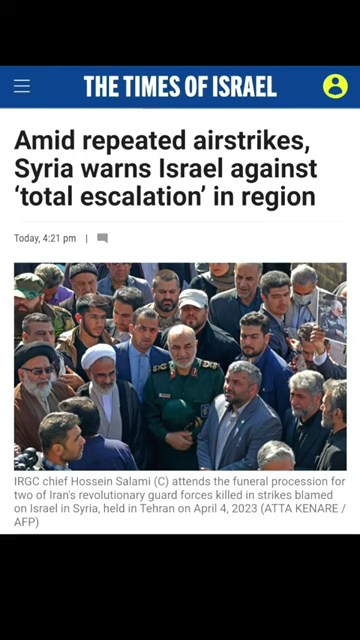 THE TIMES OF ISRAEL
Amid repeated airstrikes,
Syria warns Israel against
‘total escalation’ in region
Today, 4:21 pm |
IRGC chief Hossein Salami (C) attends the funeral procession for
two of Iran's revolutionary guard forces killed in strikes blamed
on Israel in Syria, held in Tehran on April 4, 2023 (ATTA KENARE /
AFP)